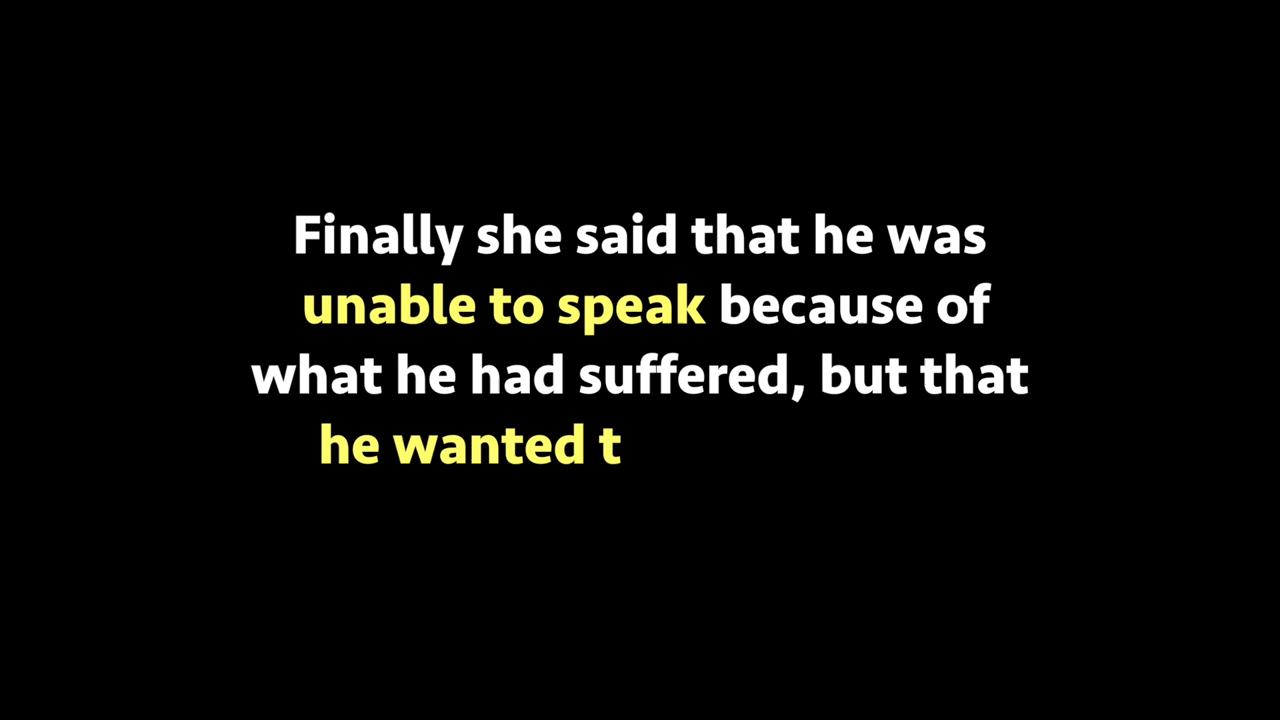 Finally she said that he was
unable to speak because of
what he had suffered, but that
he wanted t